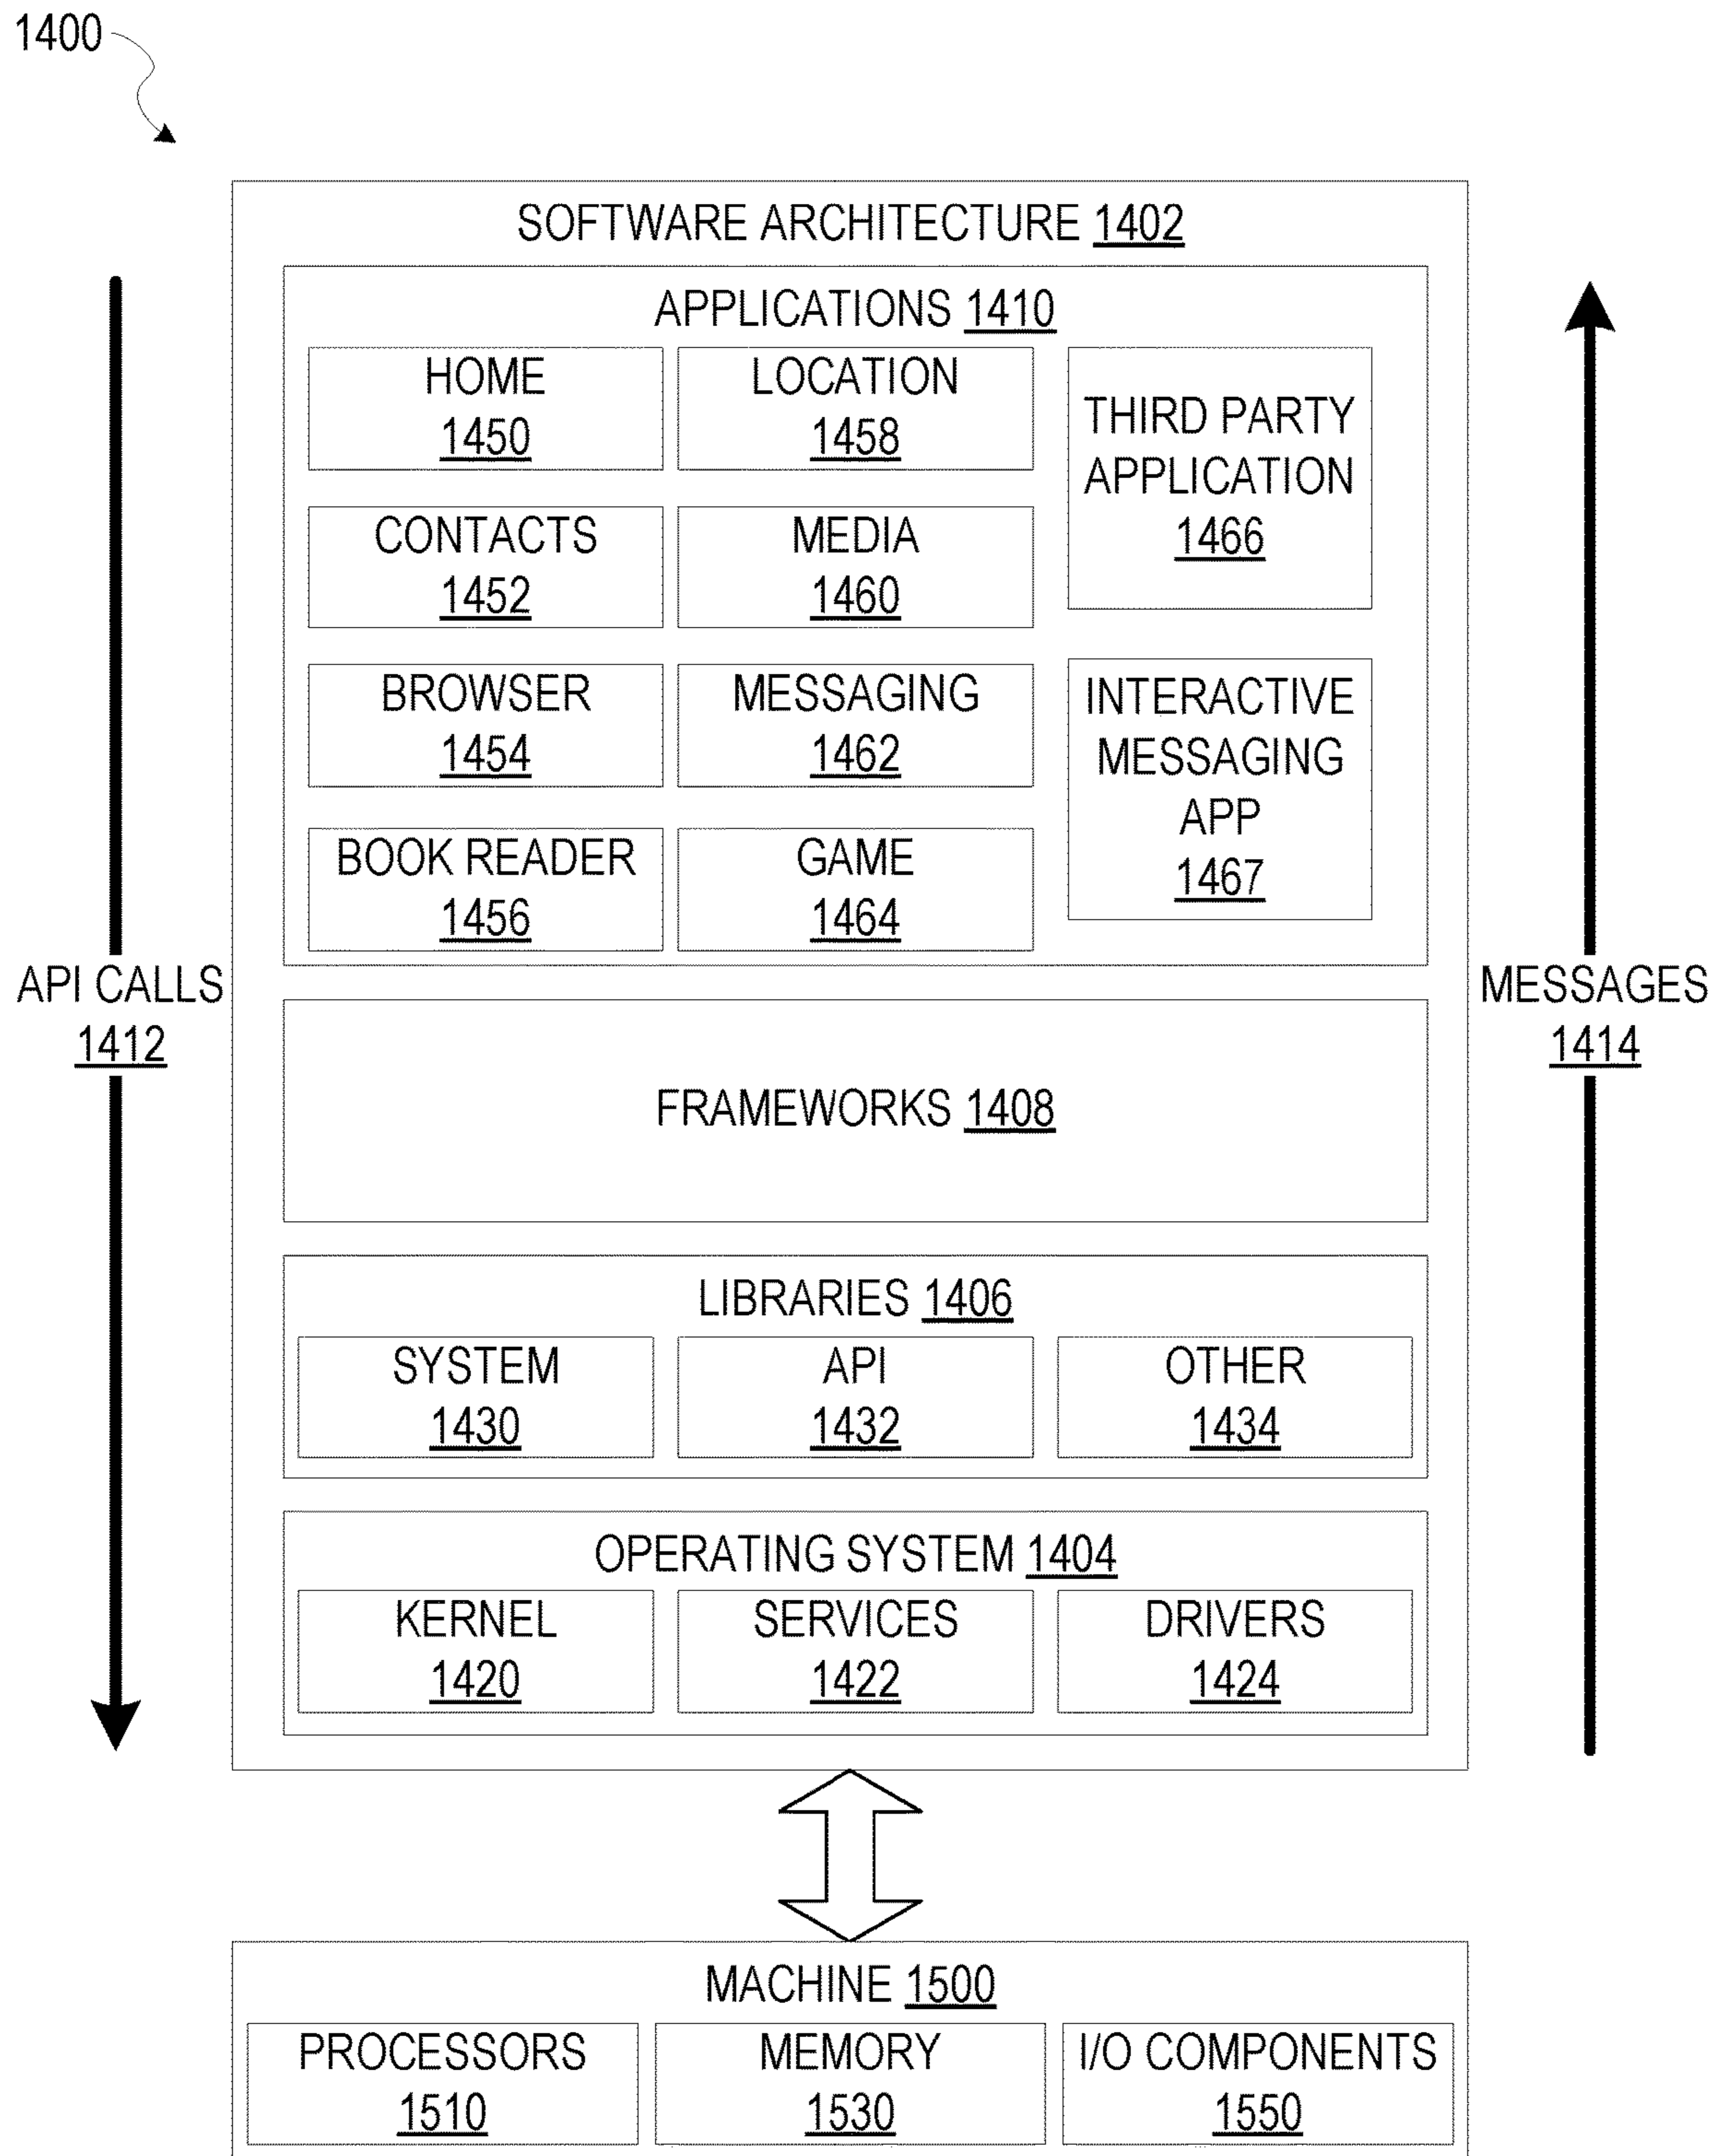 1400
SOFTWARE ARCHITECTURE 1402
APPLICATIONS 1410
HOME
1450
LOCATION
1458
THIRD PARTY
APPLICATION
1466
CONTACTS
1452
MEDIA
1460
BROWSER
1454
MESSAGING
1462
INTERACTIVE
MESSAGING
APP
1467
BOOK READER
1456
GAME
1464
API CALLS
1412
MESSAGES
1414
FRAMEWORKS 1408
LIBRARIES 1406
SYSTEM
1430
API
1432
OTHER
1434
OPERATING SYSTEM 1404
KERNEL
1420
SERVICES
1422
DRIVERS
1424
MACHINE 1500
PROCESSORS
1510
MEMORY
1530
I/O COMPONENTS
1550